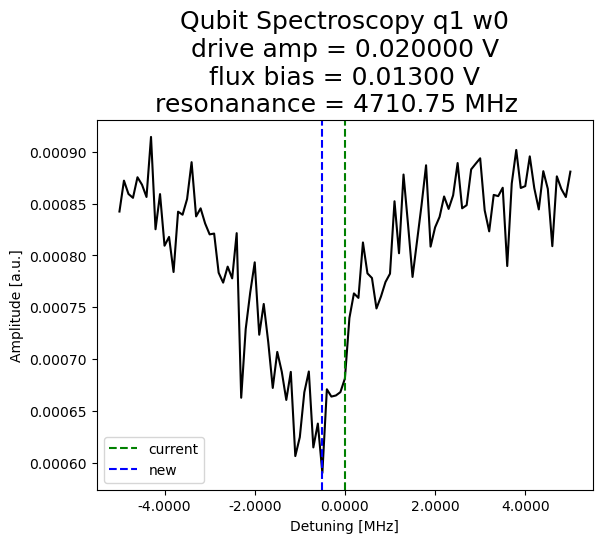 Qubit Spectroscopy q1 w0
drive amp = 0.020000 V
flux bias = 0.01300 V
resonanance = 4710.75 MHz
0.00090
0.00085
0.00080
0.00075
0.00070
0.00065
0.00060
Amplitude [a.u.]
current
new
-4.0000 -2.0000 0.0000 2.0000 4.0000
Detuning [MHz]